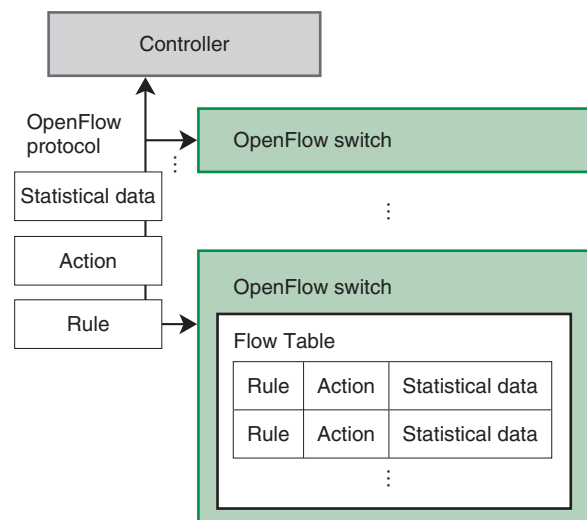 Controller
OpenFlow
protocol
OpenFlow switch
Statistical data
Action
Rule
OpenFlow switch
Flow Table
Rule Action Statistical data
Rule Action Statistical data